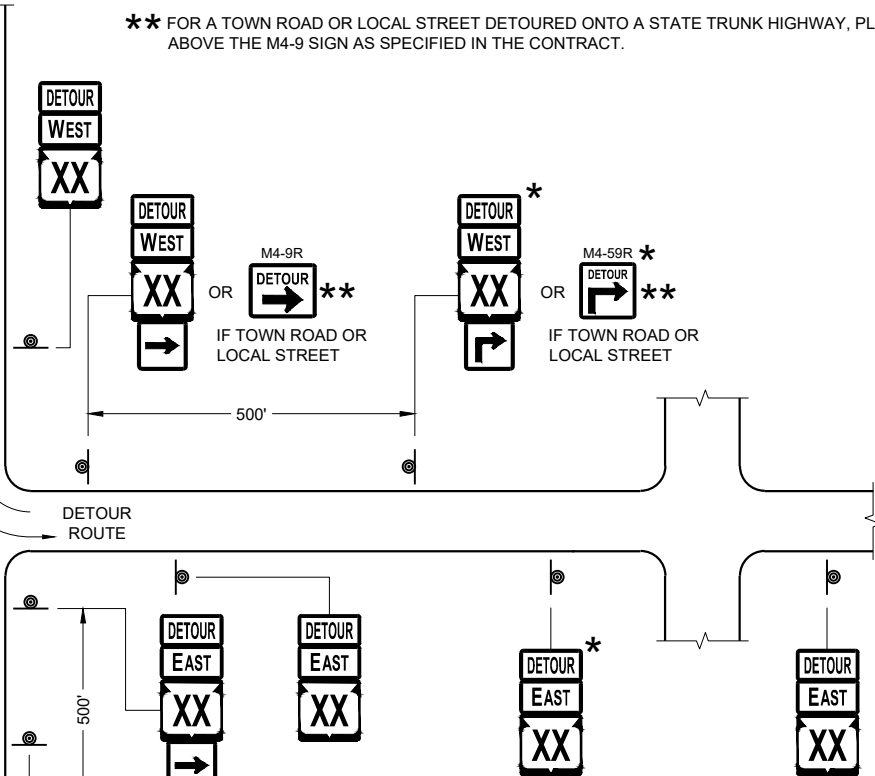 ** FOR A TOWN ROAD OR LOCAL STREET DETOURED ONTO A STATE TRUNK HIGHWAY, PL
ABOVE THE M4-9 SIGN AS SPECIFIED IN THE CONTRACT.
DETOUR
WEST
XX
DETOUR
WEST
XX
OR
M4-9R
DETOUR
**
IF TOWN ROAD OR
LOCAL STREET
DETOUR
*
WEST
XX
OR
M4-59R *
DETOUR
**
IF TOWN ROAD OR
LOCAL STREET
500'
DETOUR
ROUTE
500'
DETOUR
EAST
XX
DETOUR
EAST
XX
DETOUR
*
EAST
XX
DETOUR
EAST
XX